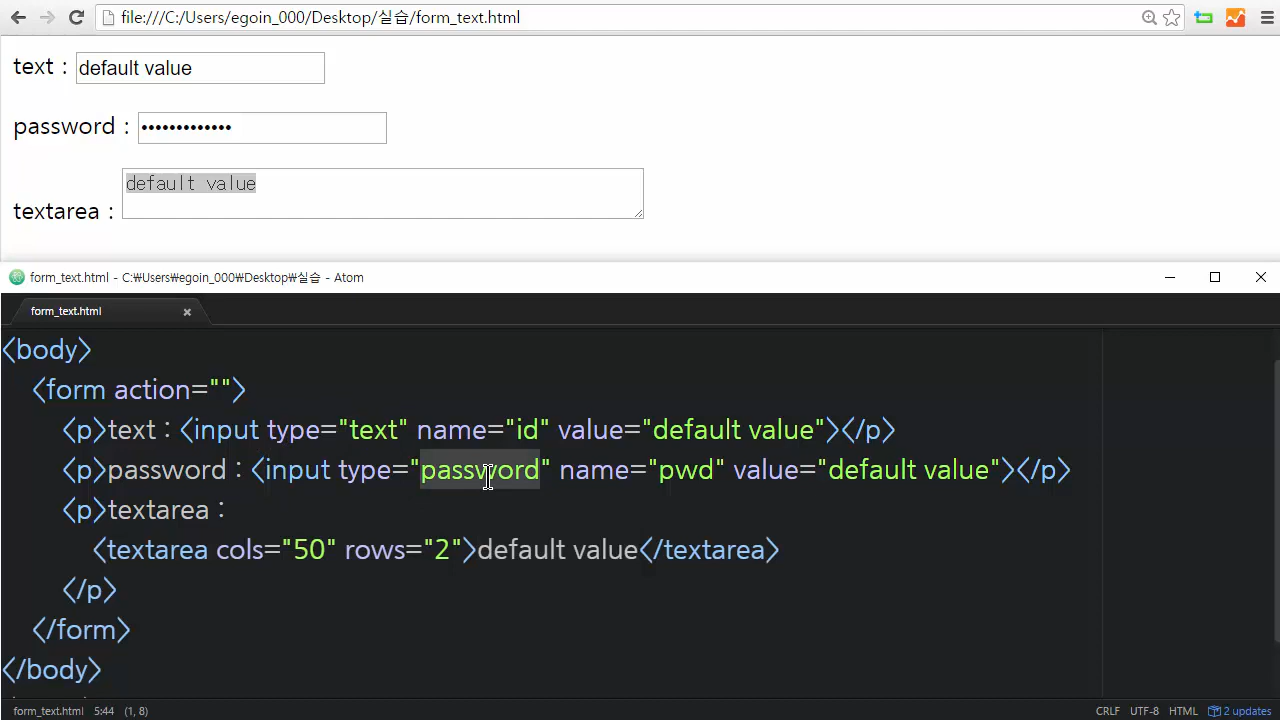 file:///C:/Users/egoin_000/Desktop/실습/form_text.html
text : default value
password : •••••••••••••
default value
textarea :
form_text.html - C:₩Users₩egoin_000₩Desktop₩실습 - Atom
form_text.html
<body>
<form action="">
<p>text : <input type="text" name="id" value="default value"></p>
<p>password : <input type="password" name="pwd" value="default value"></p>
<p>textarea :
<textarea cols="50" rows="2">default value</textarea>
</p>
</form>
</body>
form_text.html 5:44 (1, 8) CRLF UTF-8 HTML 2 updates